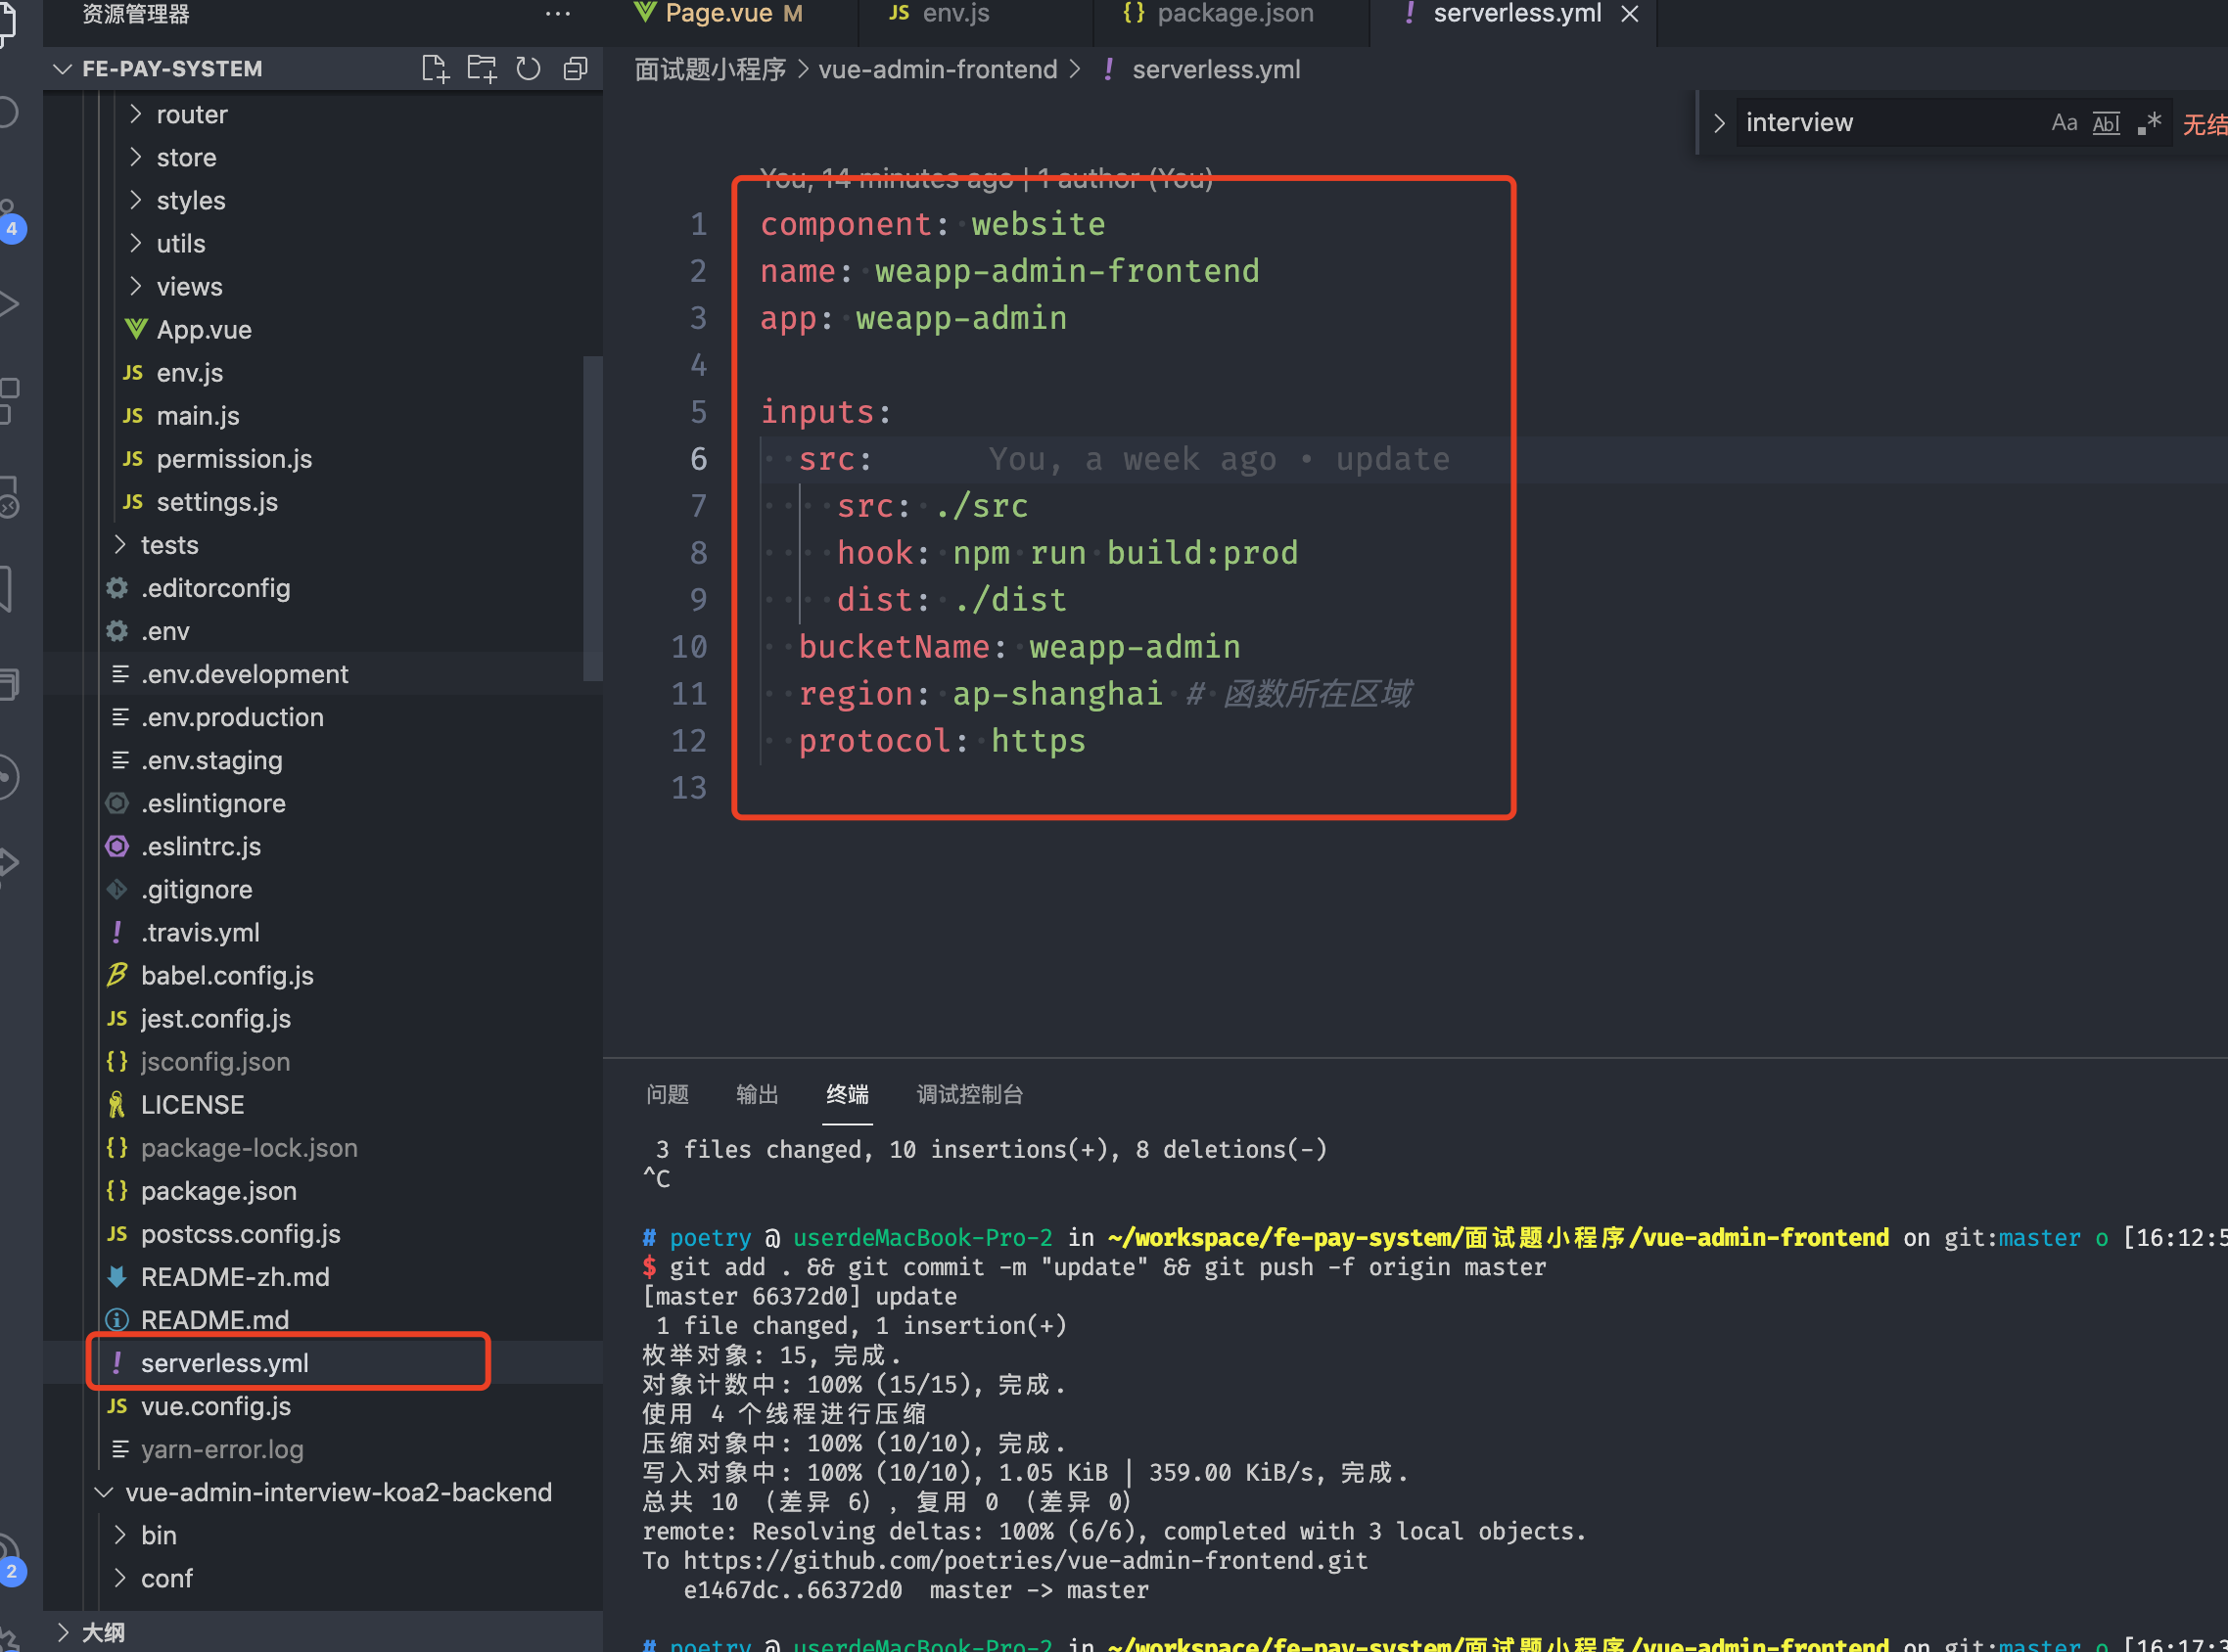 资源管理器
Page.vue M
JS env.js
{} package.json
! serverless.yml
FE-PAY-SYSTEM
面试题小程序 > vue-admin-frontend > ! serverless.yml
interview
Aa Abl .* 无结
router
store
styles
utils
views
App.vue
JS env.js
JS main.js
JS permission.js
JS settings.js
tests
.editorconfig
.env
.env.development
.env.production
.env.staging
.eslintignore
.eslintrc.js
.gitignore
! .travis.yml
babel.config.js
JS jest.config.js
{} jsconfig.json
LICENSE
{} package-lock.json
{} package.json
JS postcss.config.js
README-zh.md
README.md
! serverless.yml
JS vue.config.js
yarn-error.log
vue-admin-interview-koa2-backend
bin
conf
大纲
4
2
You, 14 minutes ago | 1 author (You)
1 component: website
2 name: weapp-admin-frontend
3 app: weapp-admin
4
5 inputs:
6 src: You, a week ago • update
7 src: ./src
8 hook: npm run build:prod
9 dist: ./dist
10 bucketName: weapp-admin
11 region: ap-shanghai # 函数所在区域
12 protocol: https
13
问题 输出 终端 调试控制台
3 files changed, 10 insertions(+), 8 deletions(-)
^C
# poetry @ userdeMacBook-Pro-2 in ~/workspace/fe-pay-system/面试题小程序/vue-admin-frontend on git:master o [16:12:5
$ git add . && git commit -m "update" && git push -f origin master
[master 66372d0] update
1 file changed, 1 insertion(+)
枚举对象: 15, 完成.
对象计数中: 100% (15/15), 完成.
使用 4 个线程进行压缩
压缩对象中: 100% (10/10), 完成.
写入对象中: 100% (10/10), 1.05 KiB | 359.00 KiB/s, 完成.
总共 10 （差异 6），复用 0 （差异 0）
remote: Resolving deltas: 100% (6/6), completed with 3 local objects.
To https://github.com/poetries/vue-admin-frontend.git
e1467dc..66372d0 master -> master
# poetry @ userdeMacBook-Pro-2 in ~/workspace/fe-pay-system/面试题小程序/vue-admin-frontend on git:master o [16:17:3